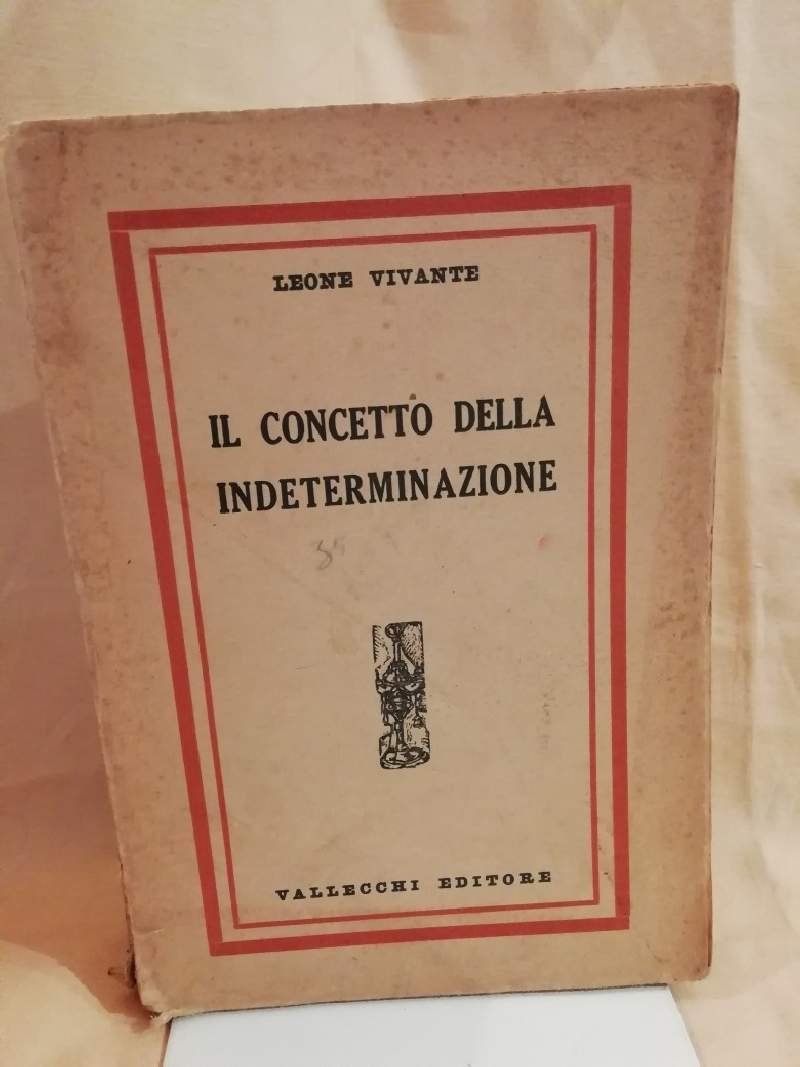 LEONE VIVANTE
IL CONCETTO DELLA
INDETERMINAZIONE
VALLECCHI EDITORE